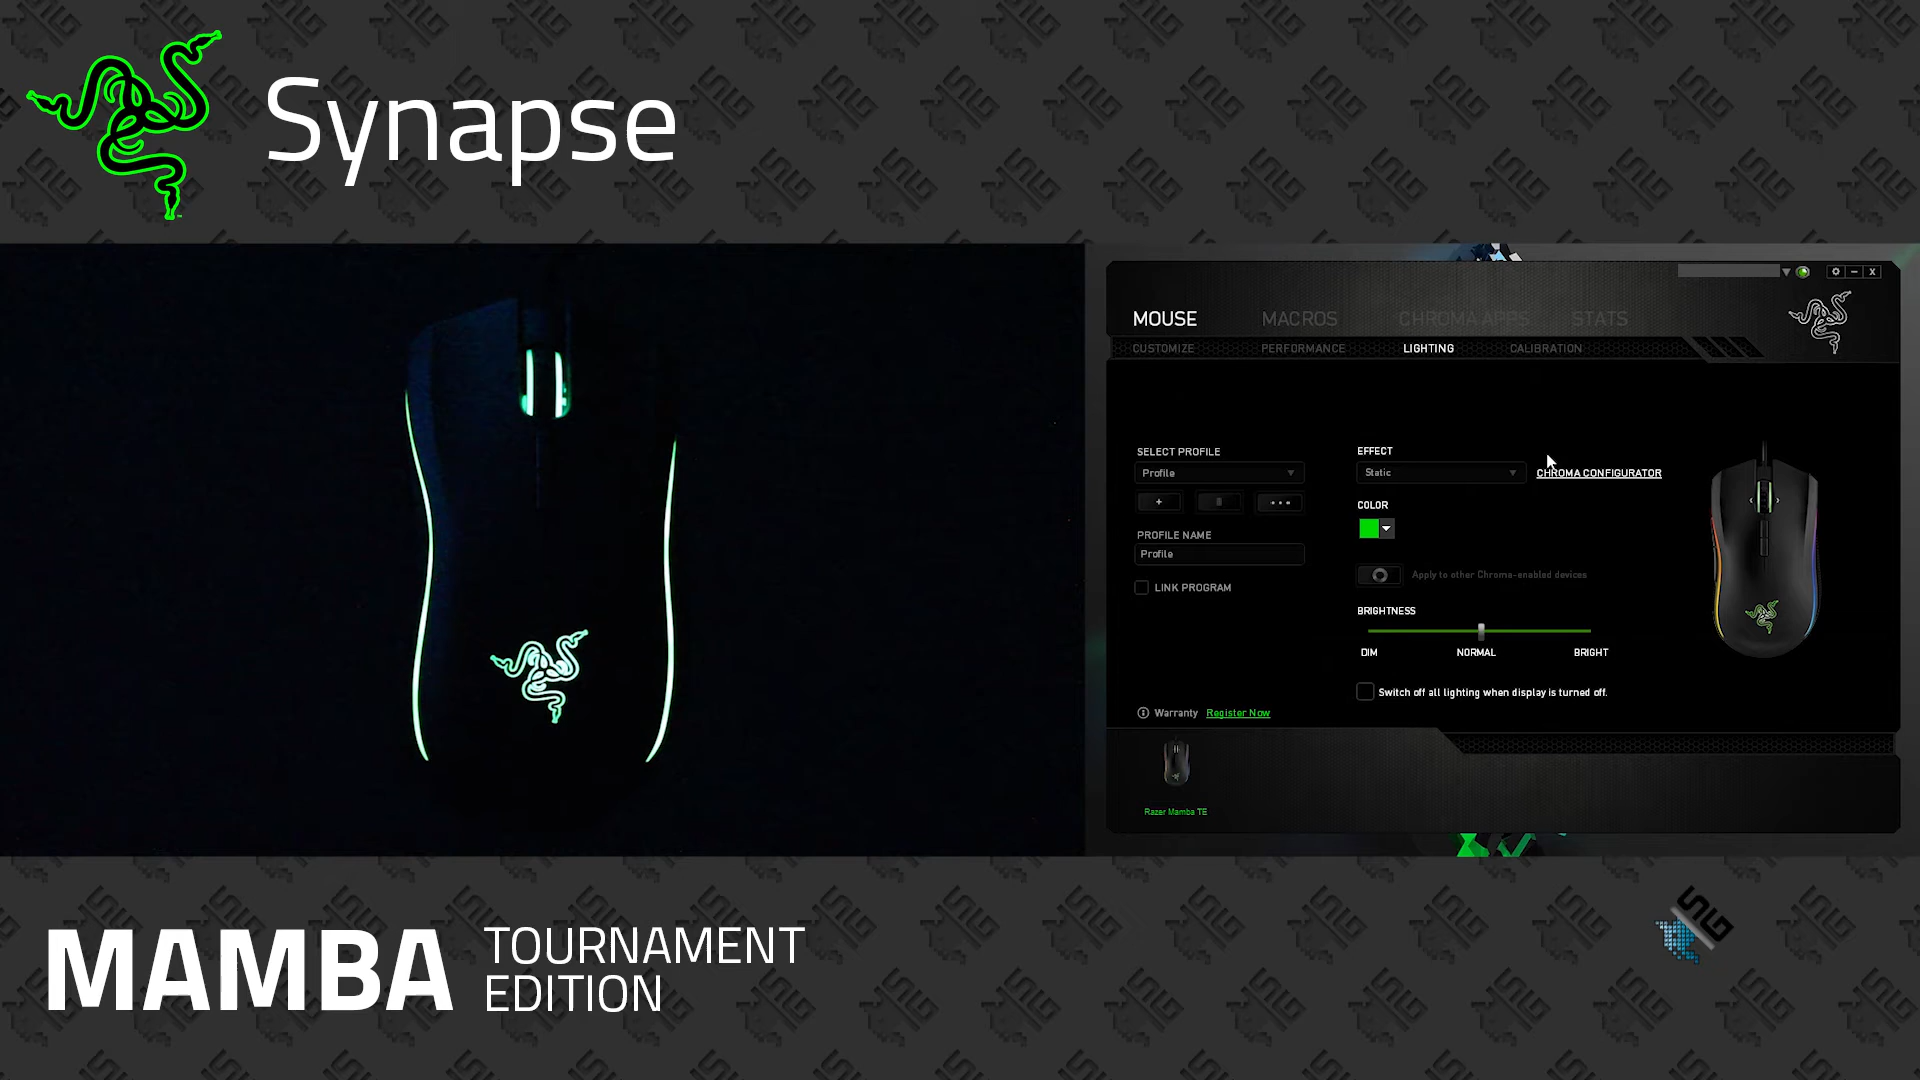 Synapse
MOUSE MACROS CHROMA APPS STATS
CUSTOMIZE PERFORMANCE LIGHTING CALIBRATION
SELECT PROFILE
Profile
PROFILE NAME
Profile
LINK PROGRAM
EFFECT
Static
CHROMA CONFIGURATOR
COLOR
Apply to other Chroma-enabled devices
BRIGHTNESS
DIM NORMAL BRIGHT
Switch off all lighting when display is turned off.
Warranty Register Now
Razer Mamba TE
MAMBA TOURNAMENT
EDITION